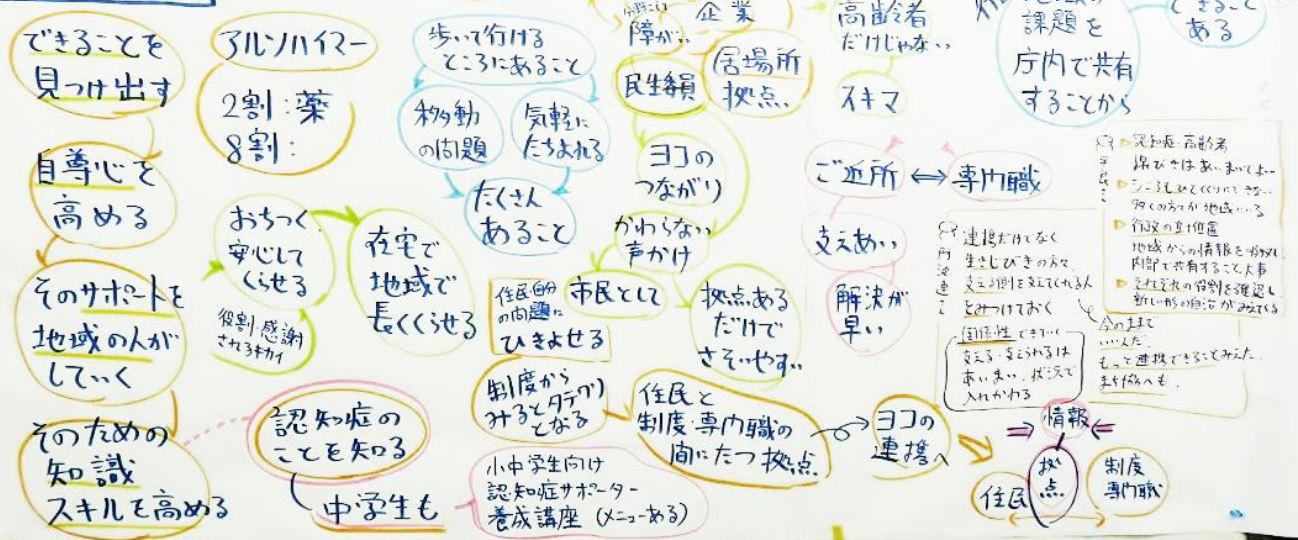 できることを
見つけ出す
自尊心を
高める
そのサポートを
地域の人が
していく
そのための
知識
スキルを高める
アルツハイマー
2割:薬
8割:
おちつく
安心して
くらせる
役割・感謝
されるキカイ
在宅で
地域で
長くくらせる
認知症の
ことを知る
中学生も
歩いて行ける
ところにあること
移動
の問題
気軽に
たちよれる
たくさん
あること
住民自分
の問題に
ひきよせる
制度から
みるとタテワリ
となる
小中学生向け
認知症サポーター
養成講座(メニューある)
障がい
企業
民生委員
居場所
拠点
ヨコの
つながり
かわらない
声かけ
市民として
拠点ある
だけで
さそいやすい
住民と
制度・専門職の
間にたつ拠点
高齢者
だけじゃない
スキマ
ご近所 ⇔ 専門職
支えあい
解決が
早い
課題を
庁内で共有
することから
できること
ある
認知症・高齢者
行政の立位置
地域からの情報を
内部で共有すること大事
それぞれの役割を確認し
連携だけでなく
支える側を支えてくれる人
とみつけておく
関係性できていく
支える・支えられるは
あいまい、状況で
入れかわる
今のままで
いいんだ
もっと連携できることみえた
まち協へも
ヨコの
連携へ
情報
住民
拠点
制度
専門職